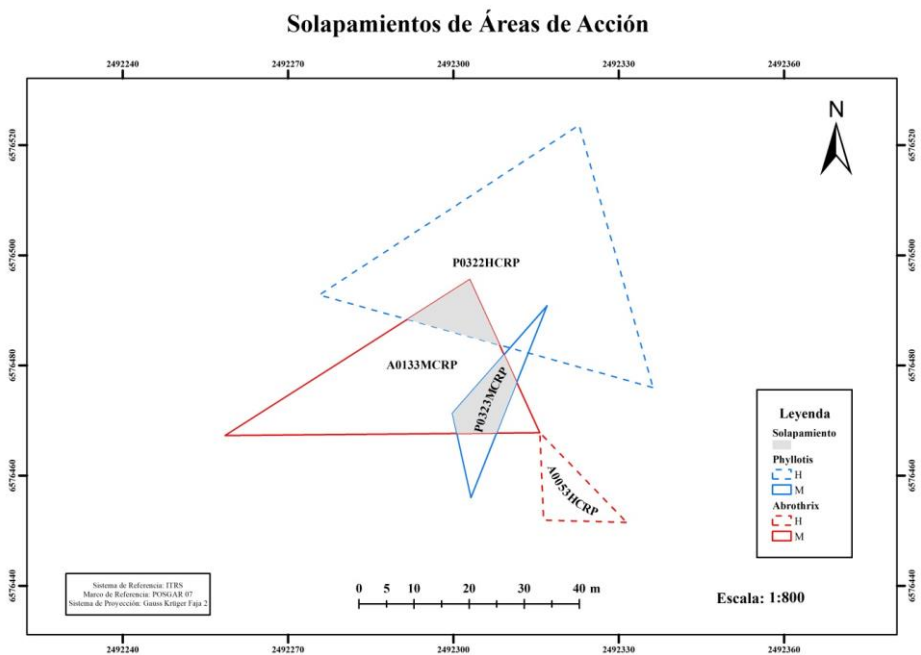 Solapamientos de Áreas de Acción
2492240 2492270 2492300 2492330 2492360
6576520 6576520
N
6576500 6576500
P0322HCRP
6576480 6576480
A0133MCRP
P0323MCRP
6576460 6576460
A0053HCRP
6576440 6576440
Leyenda
Solapamiento
Phyllotis
H
M
Abrothrix
H
M
Sistema de Referencia: ITRS
Marco de Referencia: POSGAR 07
Sistema de Proyección: Gauss Krüger Faja 2
0 5 10 20 30 40 m
Escala: 1:800
2492240 2492270 2492300 2492330 2492360